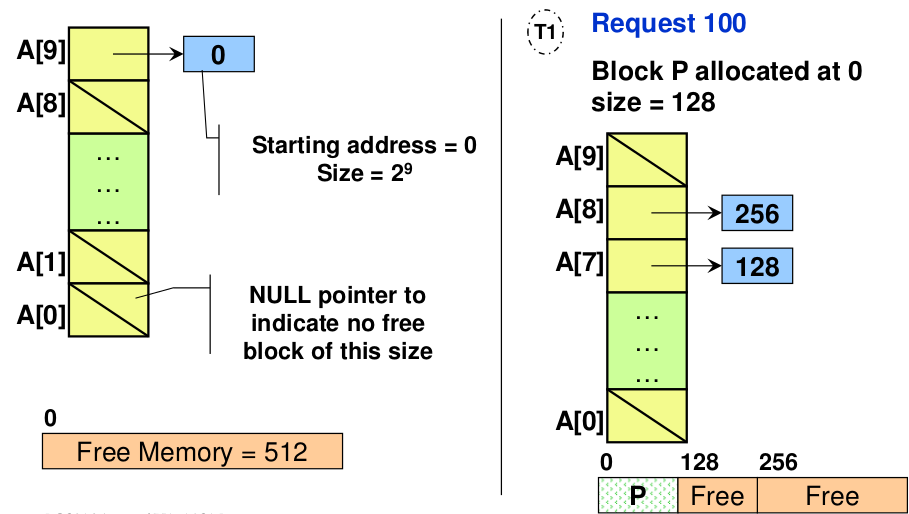 A[9]
0
A[8]
...
...
...
A[1]
A[0]
Starting address = 0
Size = 2⁹
NULL pointer to
indicate no free
block of this size
0
Free Memory = 512
T1
Request 100
Block P allocated at 0
size = 128
A[9]
A[8]
256
A[7]
128
...
...
...
A[0]
0 128 256
P Free Free